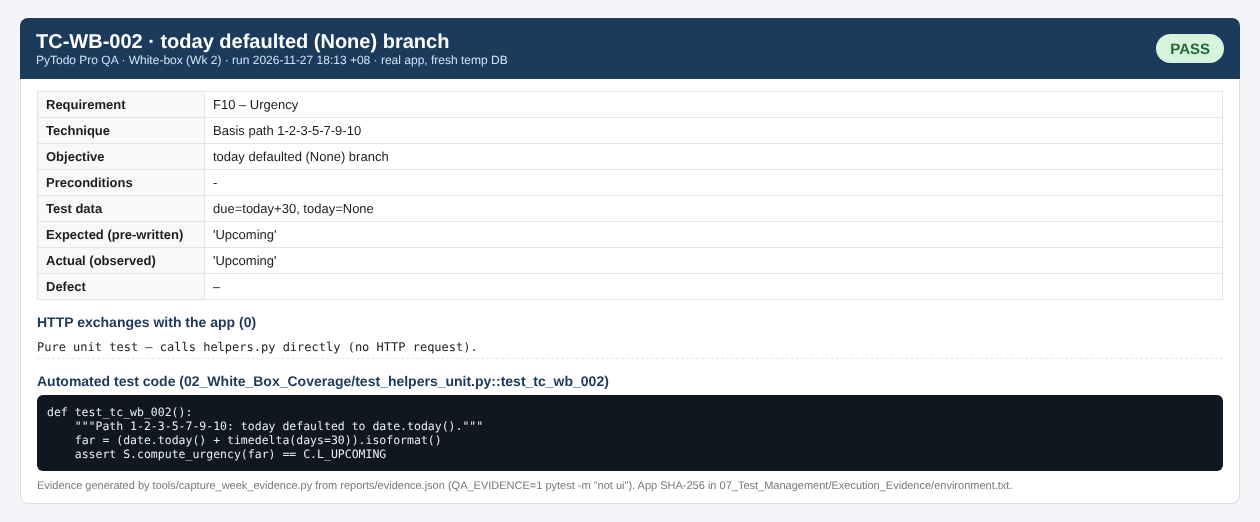 TC-WB-002 · today defaulted (None) branch
PyTodo Pro QA · White-box (Wk 2) · run 2026-11-27 18:13 +08 · real app, fresh temp DB
PASS
Requirement F10 – Urgency
Technique Basis path 1-2-3-5-7-9-10
Objective today defaulted (None) branch
Preconditions -
Test data due=today+30, today=None
Expected (pre-written) 'Upcoming'
Actual (observed) 'Upcoming'
Defect –
HTTP exchanges with the app (0)
Pure unit test — calls helpers.py directly (no HTTP request).
Automated test code (02_White_Box_Coverage/test_helpers_unit.py::test_tc_wb_002)
def test_tc_wb_002():
    """Path 1-2-3-5-7-9-10: today defaulted to date.today()."""
    far = (date.today() + timedelta(days=30)).isoformat()
    assert S.compute_urgency(far) == C.L_UPCOMING
Evidence generated by tools/capture_week_evidence.py from reports/evidence.json (QA_EVIDENCE=1 pytest -m "not ui"). App SHA-256 in 07_Test_Management/Execution_Evidence/environment.txt.